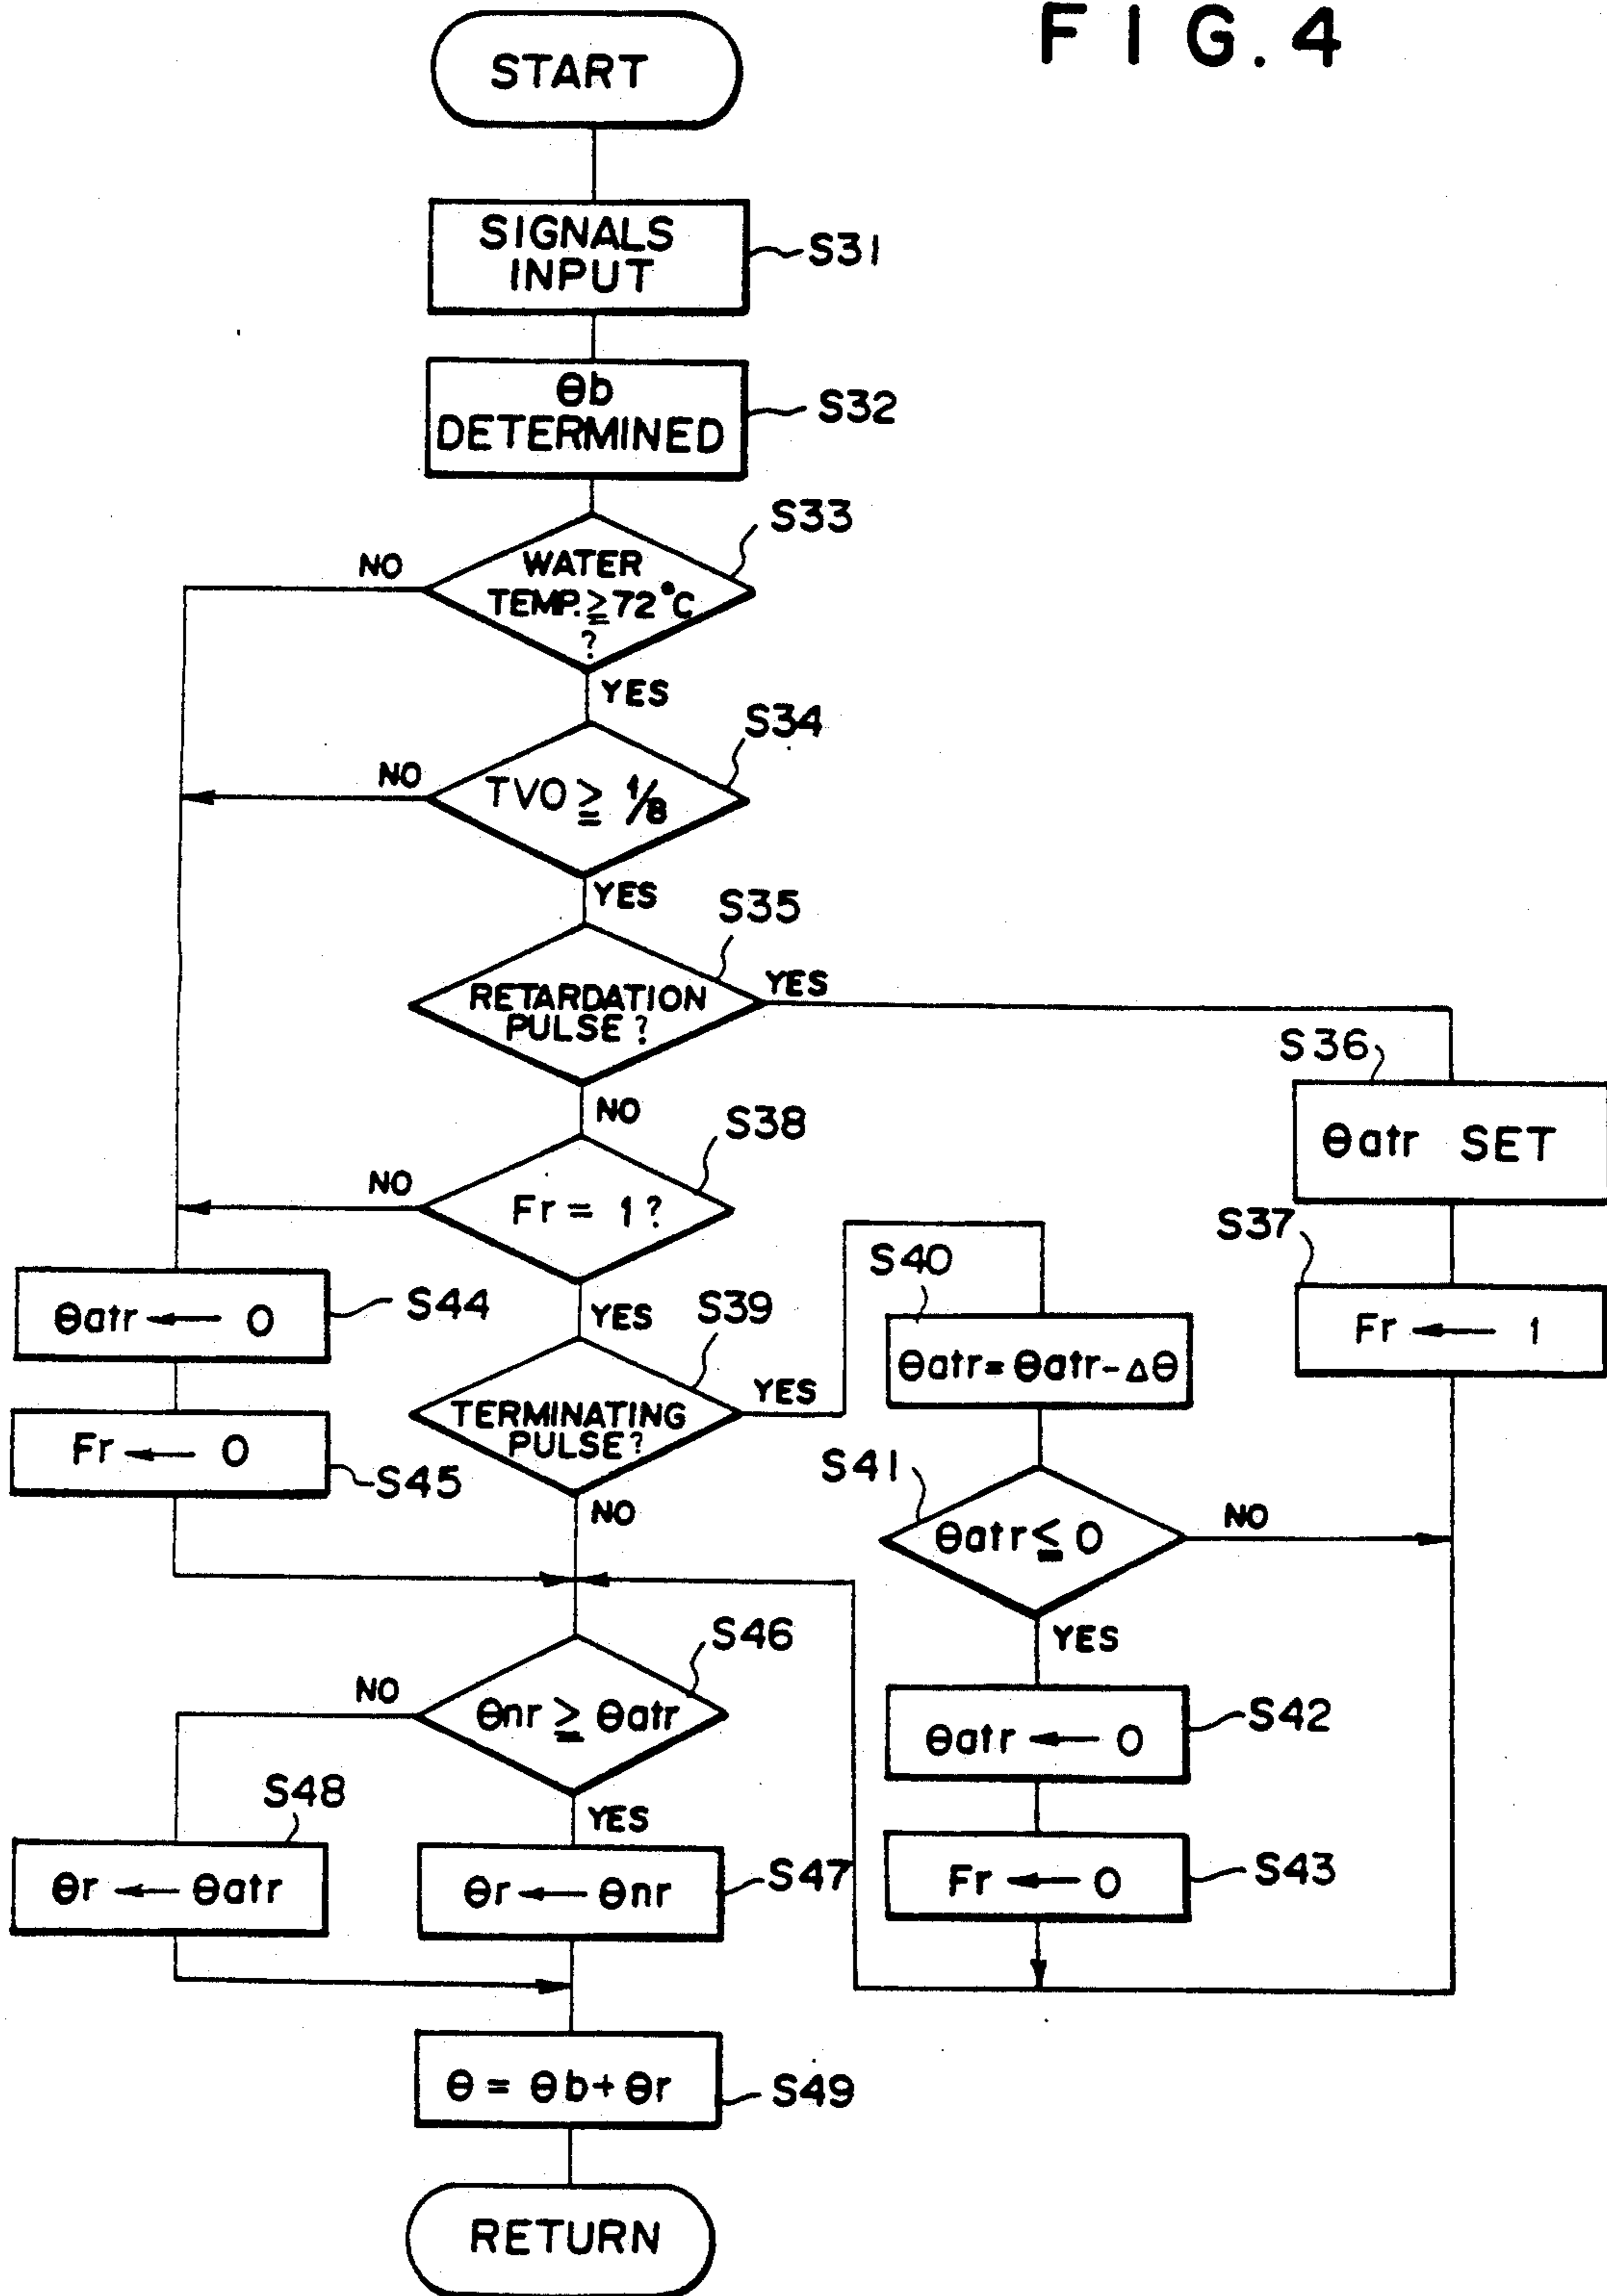 FIG.4
START
SIGNALS
INPUT
S31
θb
DETERMINED
S32
S33
WATER
TEMP. ≧ 72°C
?
NO
YES
S34
TVO ≧ 1/8
NO
YES
S35
RETARDATION
PULSE ?
YES
NO
S36
θatr SET
S37
Fr ← 1
S38
Fr = 1 ?
NO
YES
S44
θatr ← 0
S45
Fr ← 0
S39
TERMINATING
PULSE?
YES
NO
S40
θatr = θatr - Δθ
S41
θatr ≦ 0
NO
YES
S42
θatr ← 0
S43
Fr ← 0
S46
θnr ≧ θatr
NO
YES
S48
θr ← θatr
S47
θr ← θnr
S49
θ = θb + θr
RETURN